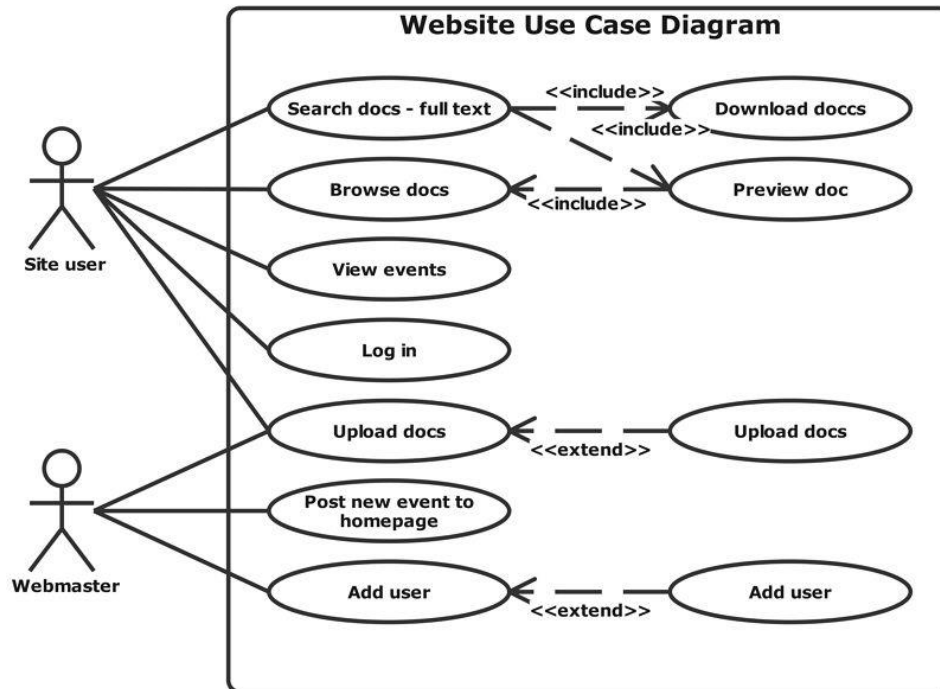 Website Use Case Diagram
<<include>>
Search docs - full text
Download doccs
<<include>>
Browse docs
Preview doc
<<include>>
Site user
View events
Log in
Upload docs
Upload docs
<<extend>>
Post new event to
homepage
Webmaster
Add user
Add user
<<extend>>